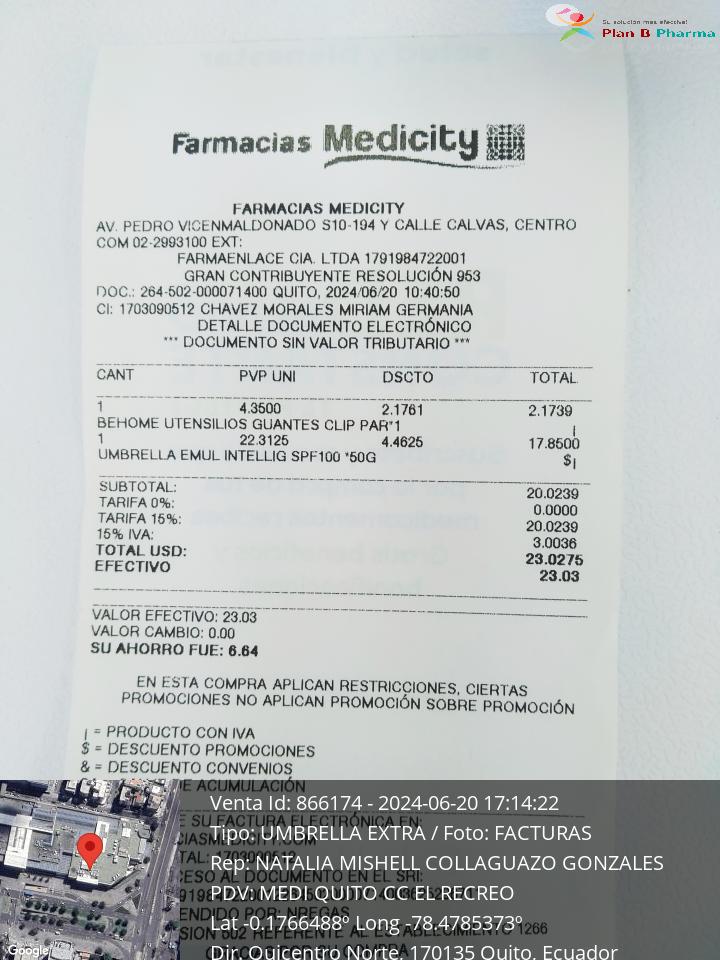 Su solución mas efectiva!
Plan B Pharma
Farmacias Medicity
FARMACIAS MEDICITY
AV. PEDRO VICENMALDONADO S10-194 Y CALLE CALVAS, CENTRO
COM 02-2993100 EXT:
FARMAENLACE CIA. LTDA 1791984722001
GRAN CONTRIBUYENTE RESOLUCIÓN 953
DOC.: 264-502-000071400 QUITO, 2024/06/20 10:40:50
CI: 1703090512 CHAVEZ MORALES MIRIAM GERMANIA
DETALLE DOCUMENTO ELECTRÓNICO
*** DOCUMENTO SIN VALOR TRIBUTARIO ***
CANT PVP UNI DSCTO TOTAL
1 4.3500 2.1761 2.1739
BEHOME UTENSILIOS GUANTES CLIP PAR*1 ¡
1 22.3125 4.4625 17.8500
UMBRELLA EMUL INTELLIG SPF100 *50G $¡
SUBTOTAL: 20.0239
TARIFA 0%: 0.0000
TARIFA 15%: 20.0239
15% IVA: 3.0036
TOTAL USD: 23.0275
EFECTIVO 23.03
VALOR EFECTIVO: 23.03
VALOR CAMBIO: 0.00
SU AHORRO FUE: 6.64
EN ESTA COMPRA APLICAN RESTRICCIONES, CIERTAS
PROMOCIONES NO APLICAN PROMOCIÓN SOBRE PROMOCIÓN
¡ = PRODUCTO CON IVA
$ = DESCUENTO PROMOCIONES
& = DESCUENTO CONVENIOS
DE ACUMULACIÓN
SU FACTURA ELECTRÓNICA EN:
Venta Id: 866174 - 2024-06-20 17:14:22
Tipo: UMBRELLA EXTRA / Foto: FACTURAS
Rep: NATALIA MISHELL COLLAGUAZO GONZALES
PDV: MEDI QUITO CC EL RECREO
Lat -0.1766488º Long -78.4785373º
Dir. Quicentro Norte, 170135 Quito, Ecuador
Google